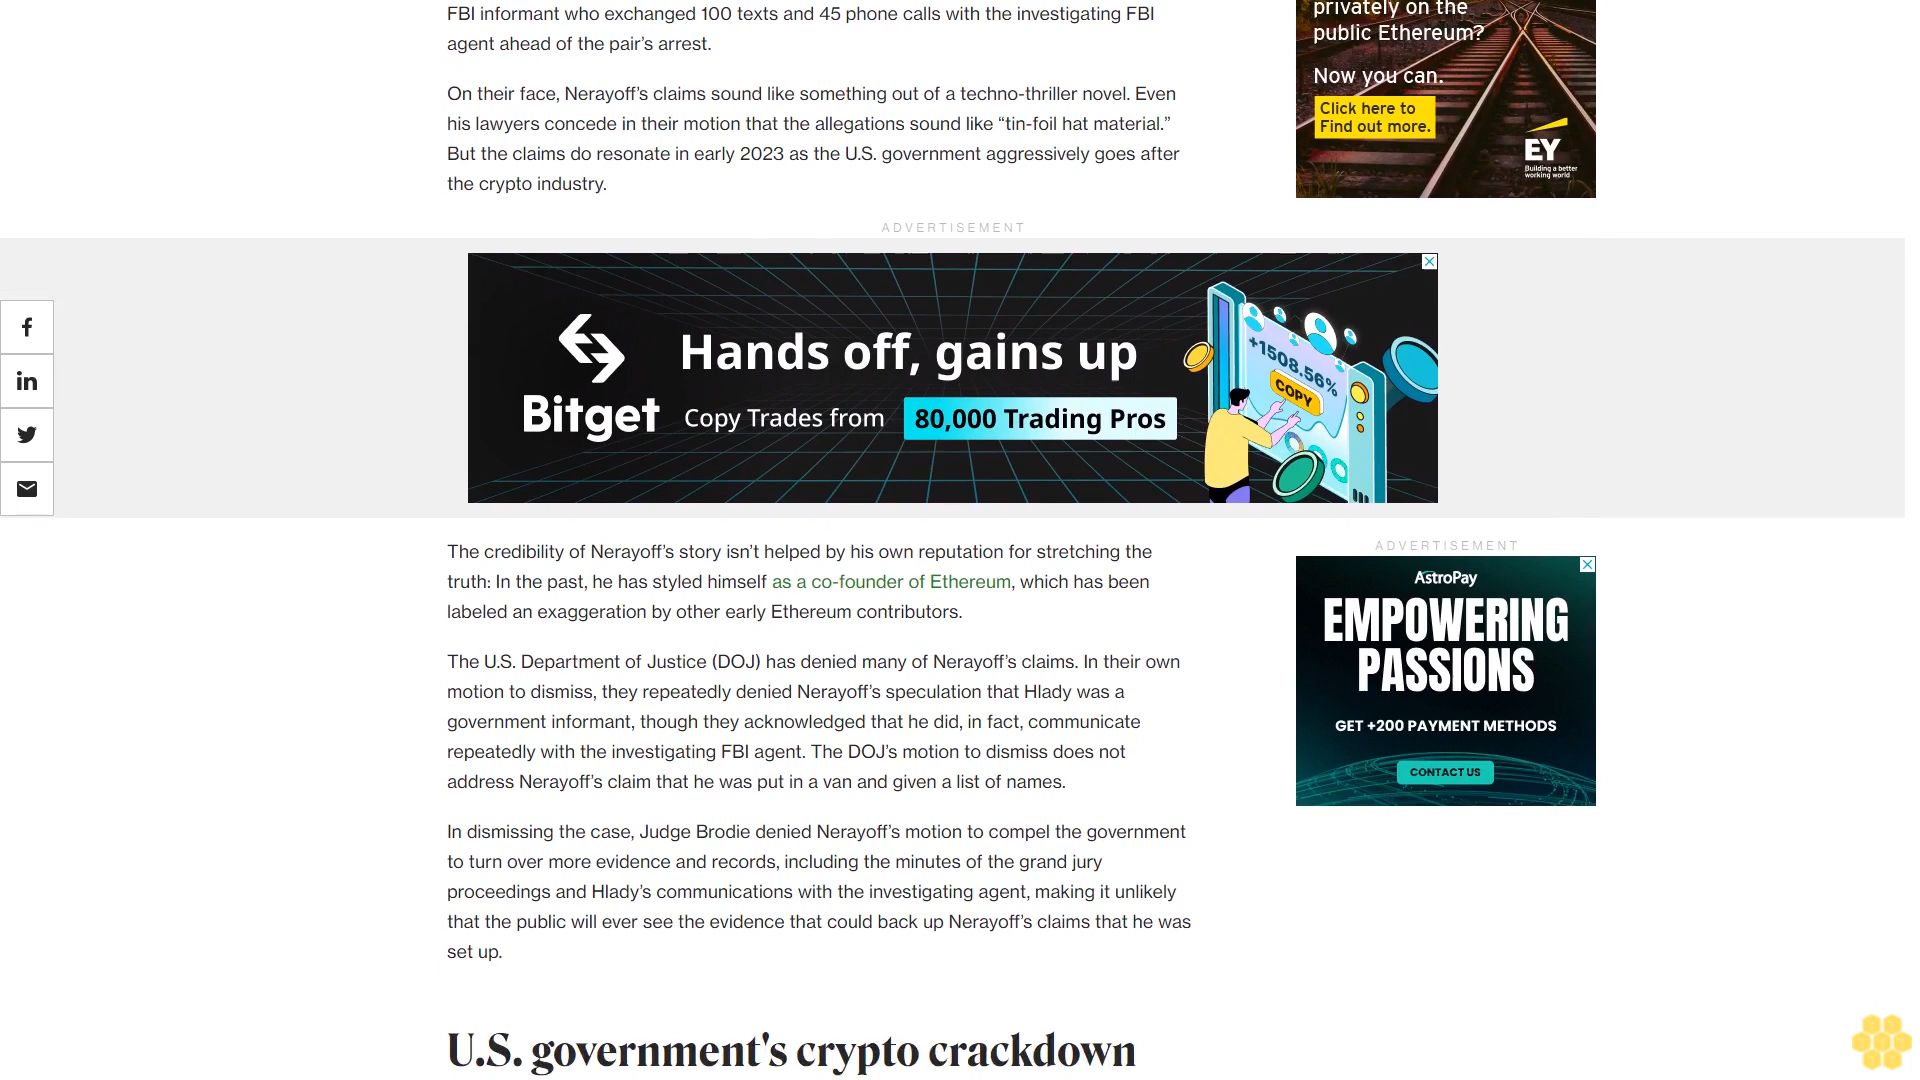 FBI informant who exchanged 100 texts and 45 phone calls with the investigating FBI
agent ahead of the pair’s arrest.
On their face, Nerayoff’s claims sound like something out of a techno-thriller novel. Even
his lawyers concede in their motion that the allegations sound like “tin-foil hat material.”
But the claims do resonate in early 2023 as the U.S. government aggressively goes after
the crypto industry.
privately on the
public Ethereum?
Now you can.
Click here to
Find out more.
EY
Building a better
working world
ADVERTISEMENT
Bitget
Hands off, gains up
Copy Trades from 80,000 Trading Pros
+1508.56%
COPY
f
in
The credibility of Nerayoff’s story isn’t helped by his own reputation for stretching the
truth: In the past, he has styled himself as a co-founder of Ethereum, which has been
labeled an exaggeration by other early Ethereum contributors.
The U.S. Department of Justice (DOJ) has denied many of Nerayoff’s claims. In their own
motion to dismiss, they repeatedly denied Nerayoff’s speculation that Hlady was a
government informant, though they acknowledged that he did, in fact, communicate
repeatedly with the investigating FBI agent. The DOJ’s motion to dismiss does not
address Nerayoff’s claim that he was put in a van and given a list of names.
In dismissing the case, Judge Brodie denied Nerayoff’s motion to compel the government
to turn over more evidence and records, including the minutes of the grand jury
proceedings and Hlady’s communications with the investigating agent, making it unlikely
that the public will ever see the evidence that could back up Nerayoff’s claims that he was
set up.
ADVERTISEMENT
AstroPay
EMPOWERING
PASSIONS
GET +200 PAYMENT METHODS
CONTACT US
U.S. government's crypto crackdown